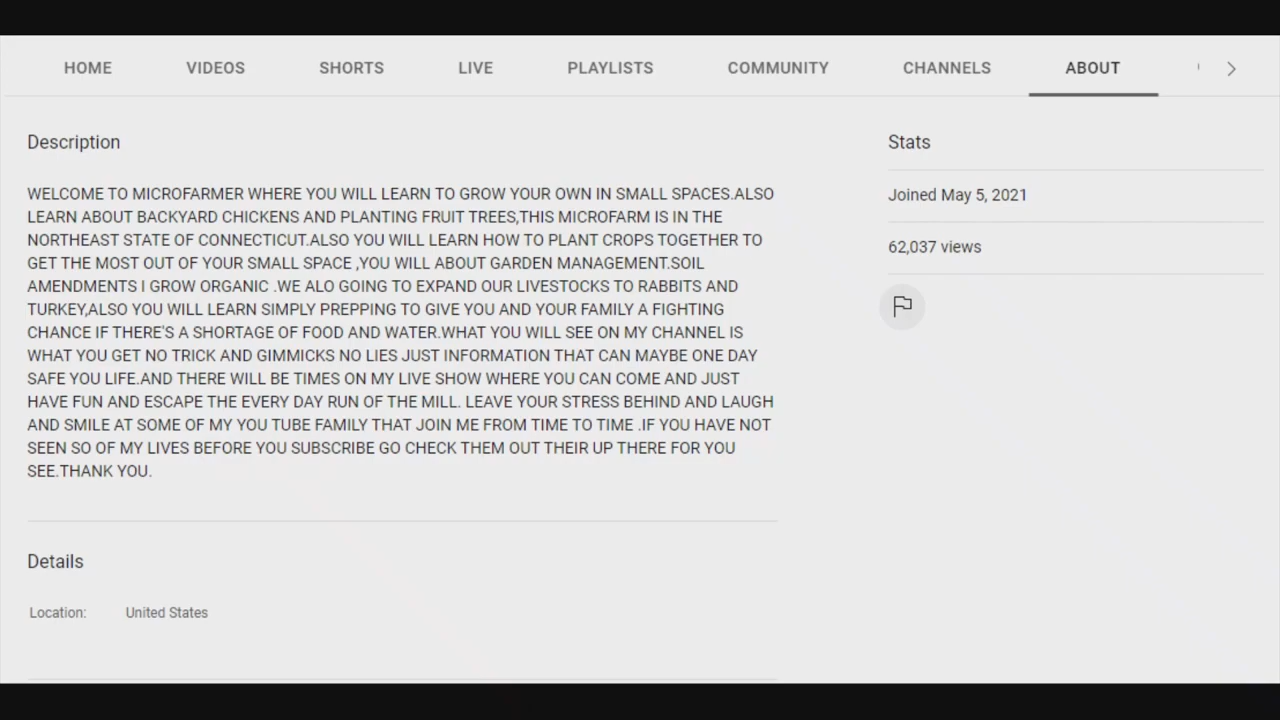 HOME VIDEOS SHORTS LIVE PLAYLISTS COMMUNITY CHANNELS ABOUT
Description
WELCOME TO MICROFARMER WHERE YOU WILL LEARN TO GROW YOUR OWN IN SMALL SPACES.ALSO
LEARN ABOUT BACKYARD CHICKENS AND PLANTING FRUIT TREES,THIS MICROFARM IS IN THE
NORTHEAST STATE OF CONNECTICUT.ALSO YOU WILL LEARN HOW TO PLANT CROPS TOGETHER TO
GET THE MOST OUT OF YOUR SMALL SPACE ,YOU WILL ABOUT GARDEN MANAGEMENT.SOIL
AMENDMENTS I GROW ORGANIC .WE ALO GOING TO EXPAND OUR LIVESTOCKS TO RABBITS AND
TURKEY,ALSO YOU WILL LEARN SIMPLY PREPPING TO GIVE YOU AND YOUR FAMILY A FIGHTING
CHANCE IF THERE'S A SHORTAGE OF FOOD AND WATER.WHAT YOU WILL SEE ON MY CHANNEL IS
WHAT YOU GET NO TRICK AND GIMMICKS NO LIES JUST INFORMATION THAT CAN MAYBE ONE DAY
SAFE YOU LIFE.AND THERE WILL BE TIMES ON MY LIVE SHOW WHERE YOU CAN COME AND JUST
HAVE FUN AND ESCAPE THE EVERY DAY RUN OF THE MILL. LEAVE YOUR STRESS BEHIND AND LAUGH
AND SMILE AT SOME OF MY YOU TUBE FAMILY THAT JOIN ME FROM TIME TO TIME .IF YOU HAVE NOT
SEEN SO OF MY LIVES BEFORE YOU SUBSCRIBE GO CHECK THEM OUT THEIR UP THERE FOR YOU
SEE.THANK YOU.
Details
Location: United States
Stats
Joined May 5, 2021
62,037 views